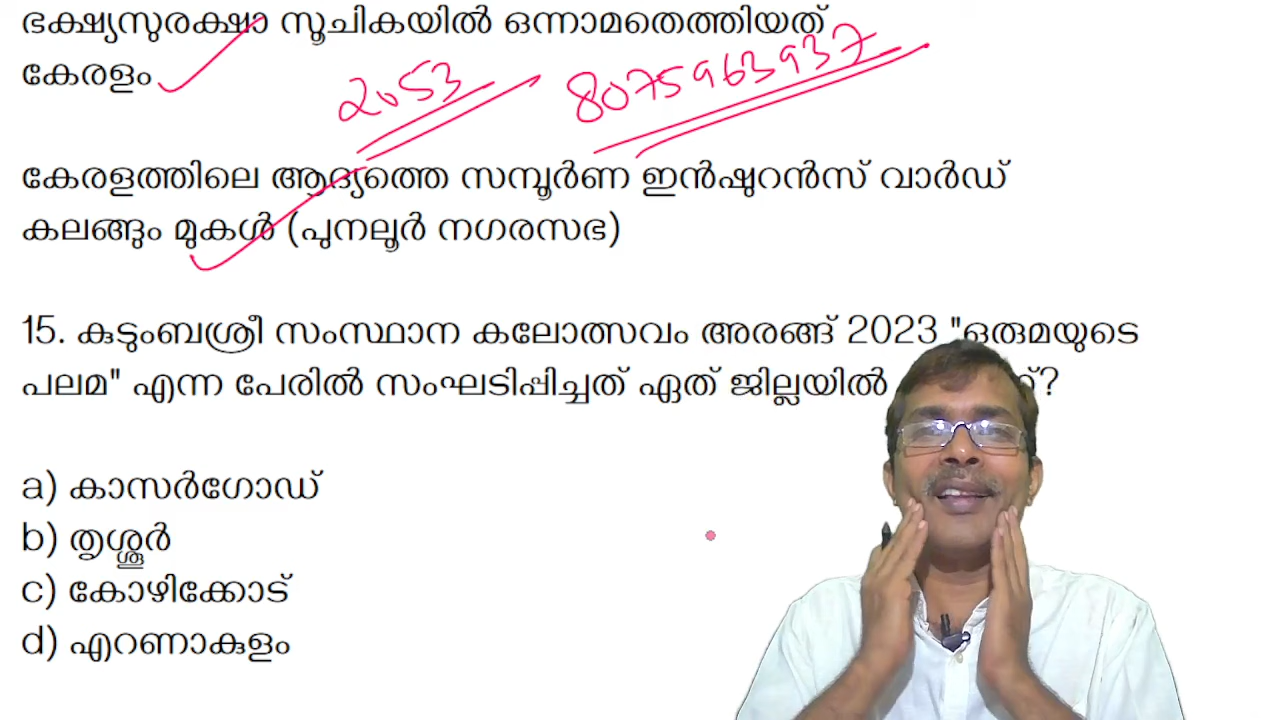 ഭക്ഷ്യസുരക്ഷാ സൂചികയിൽ ഒന്നാമതെത്തിയത്
കേരളം
2053 8075963937
കേരളത്തിലെ ആദ്യത്തെ സമ്പൂർണ ഇൻഷുറൻസ് വാർഡ്
കലങ്ങും മുകൾ (പുനലൂർ നഗരസഭ)
15. കുടുംബശ്രീ സംസ്ഥാന കലോത്സവം അരങ്ങ് 2023 "ഒരുമയുടെ
പലമ" എന്ന പേരിൽ സംഘടിപ്പിച്ചത് ഏത് ജില്ലയിൽ
a) കാസർഗോഡ്
b) തൃശ്ശൂർ
c) കോഴിക്കോട്
d) എറണാകുളം